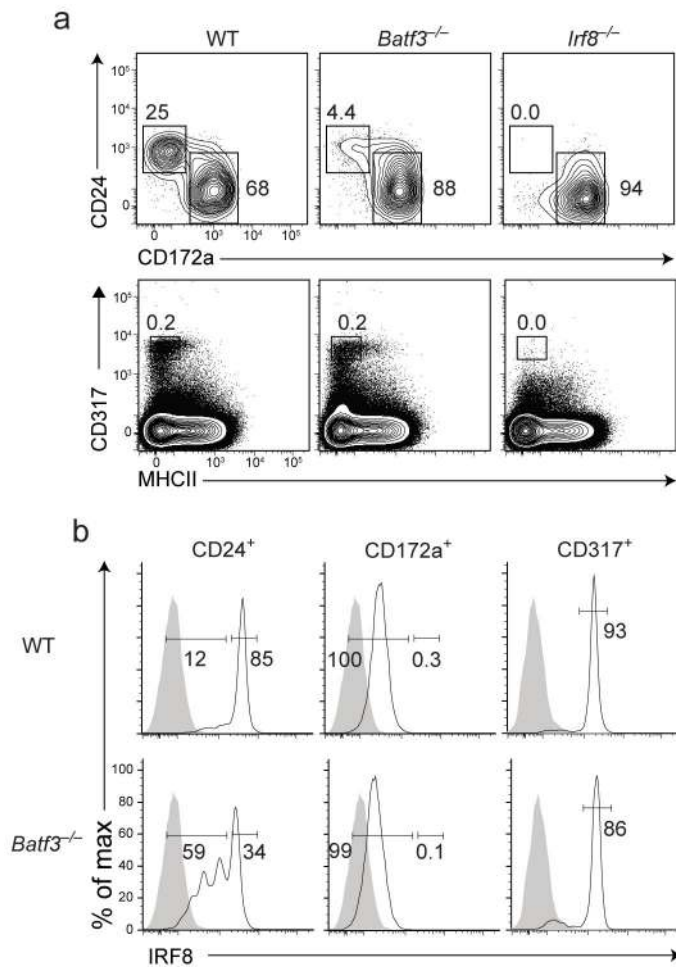 a
WT Batf3–/– Irf8–/–
10⁵
10⁴
10³
0
25
68
4.4
88
0.0
94
CD24
0 10³ 10⁴ 10⁵
CD172a
10⁵
10⁴
10³
0
0.2
0.2
0.0
CD317
0 10³ 10⁴ 10⁵
MHCII
b
CD24⁺ CD172a⁺ CD317⁺
WT
12 85
100 0.3
93
Batf3–/–
100
80
60
40
20
0
59 34
99 0.1
86
% of max
IRF8